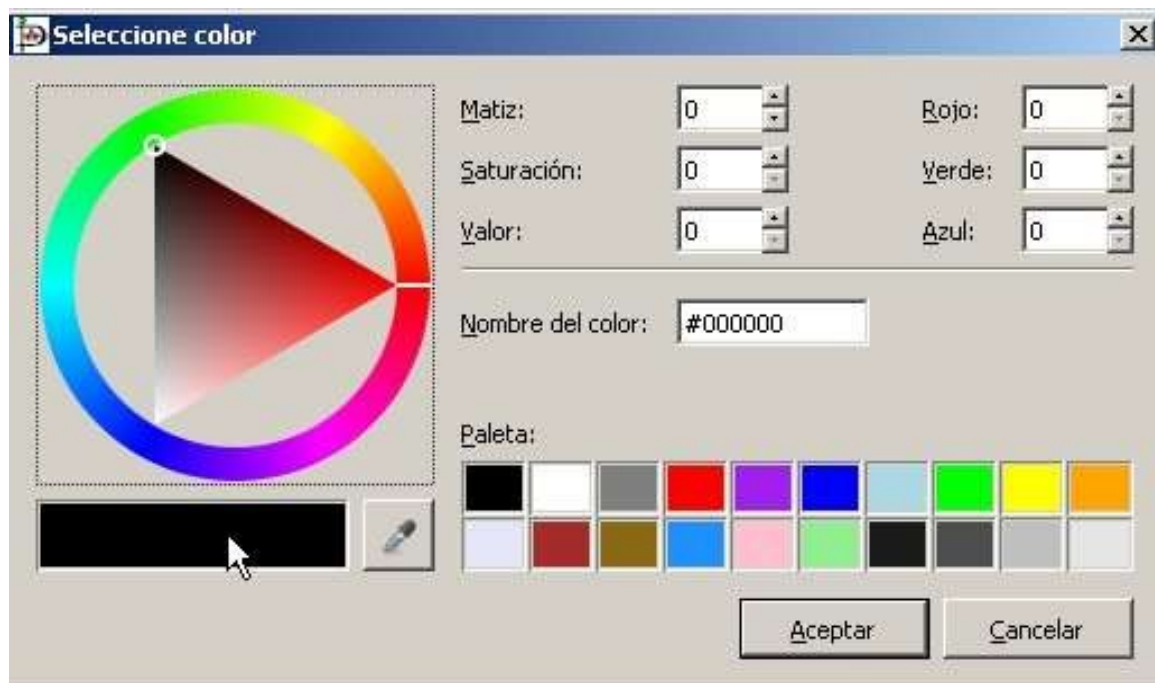 Seleccione color
Matiz: 0 Rojo: 0
Saturación: 0 Verde: 0
Valor: 0 Azul: 0
Nombre del color: #000000
Paleta:
Aceptar Cancelar